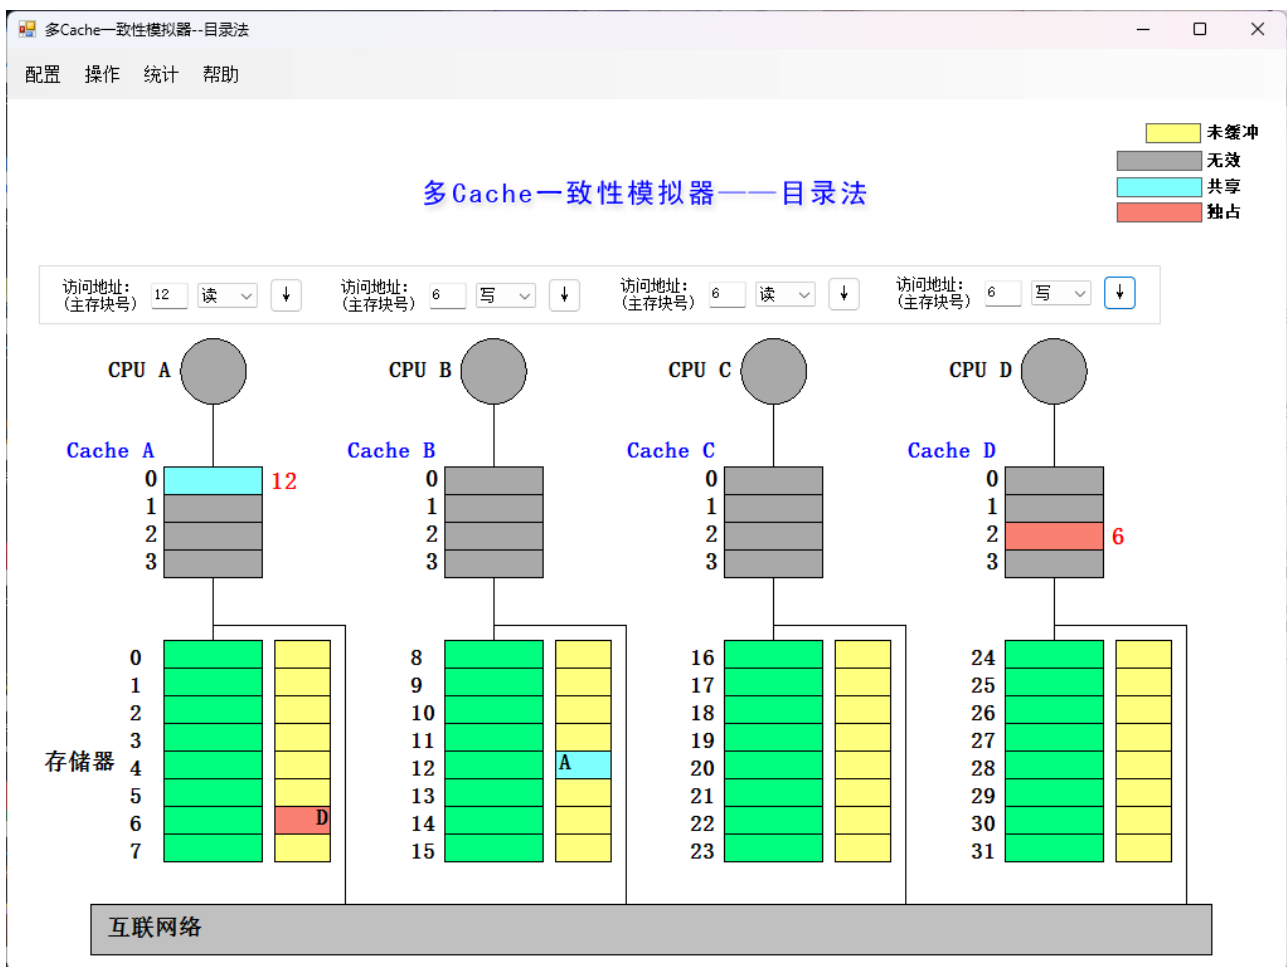 多Cache一致性模拟器--目录法
配置 操作 统计 帮助
未缓冲
无效
共享
独占
多Cache一致性模拟器——目录法
访问地址:
(主存块号) 12 读 ↓
访问地址:
(主存块号) 6 写 ↓
访问地址:
(主存块号) 6 读 ↓
访问地址:
(主存块号) 6 写 ↓
CPU A CPU B CPU C CPU D
Cache A Cache B Cache C Cache D
0 12 0 0 0
1 1 1 1
2 2 2 2 6
3 3 3 3
0 8 16 24
1 9 17 25
2 10 18 26
3 11 19 27
存储器 4 12 A 20 28
5 13 21 29
6 D 14 22 30
7 15 23 31
互联网络